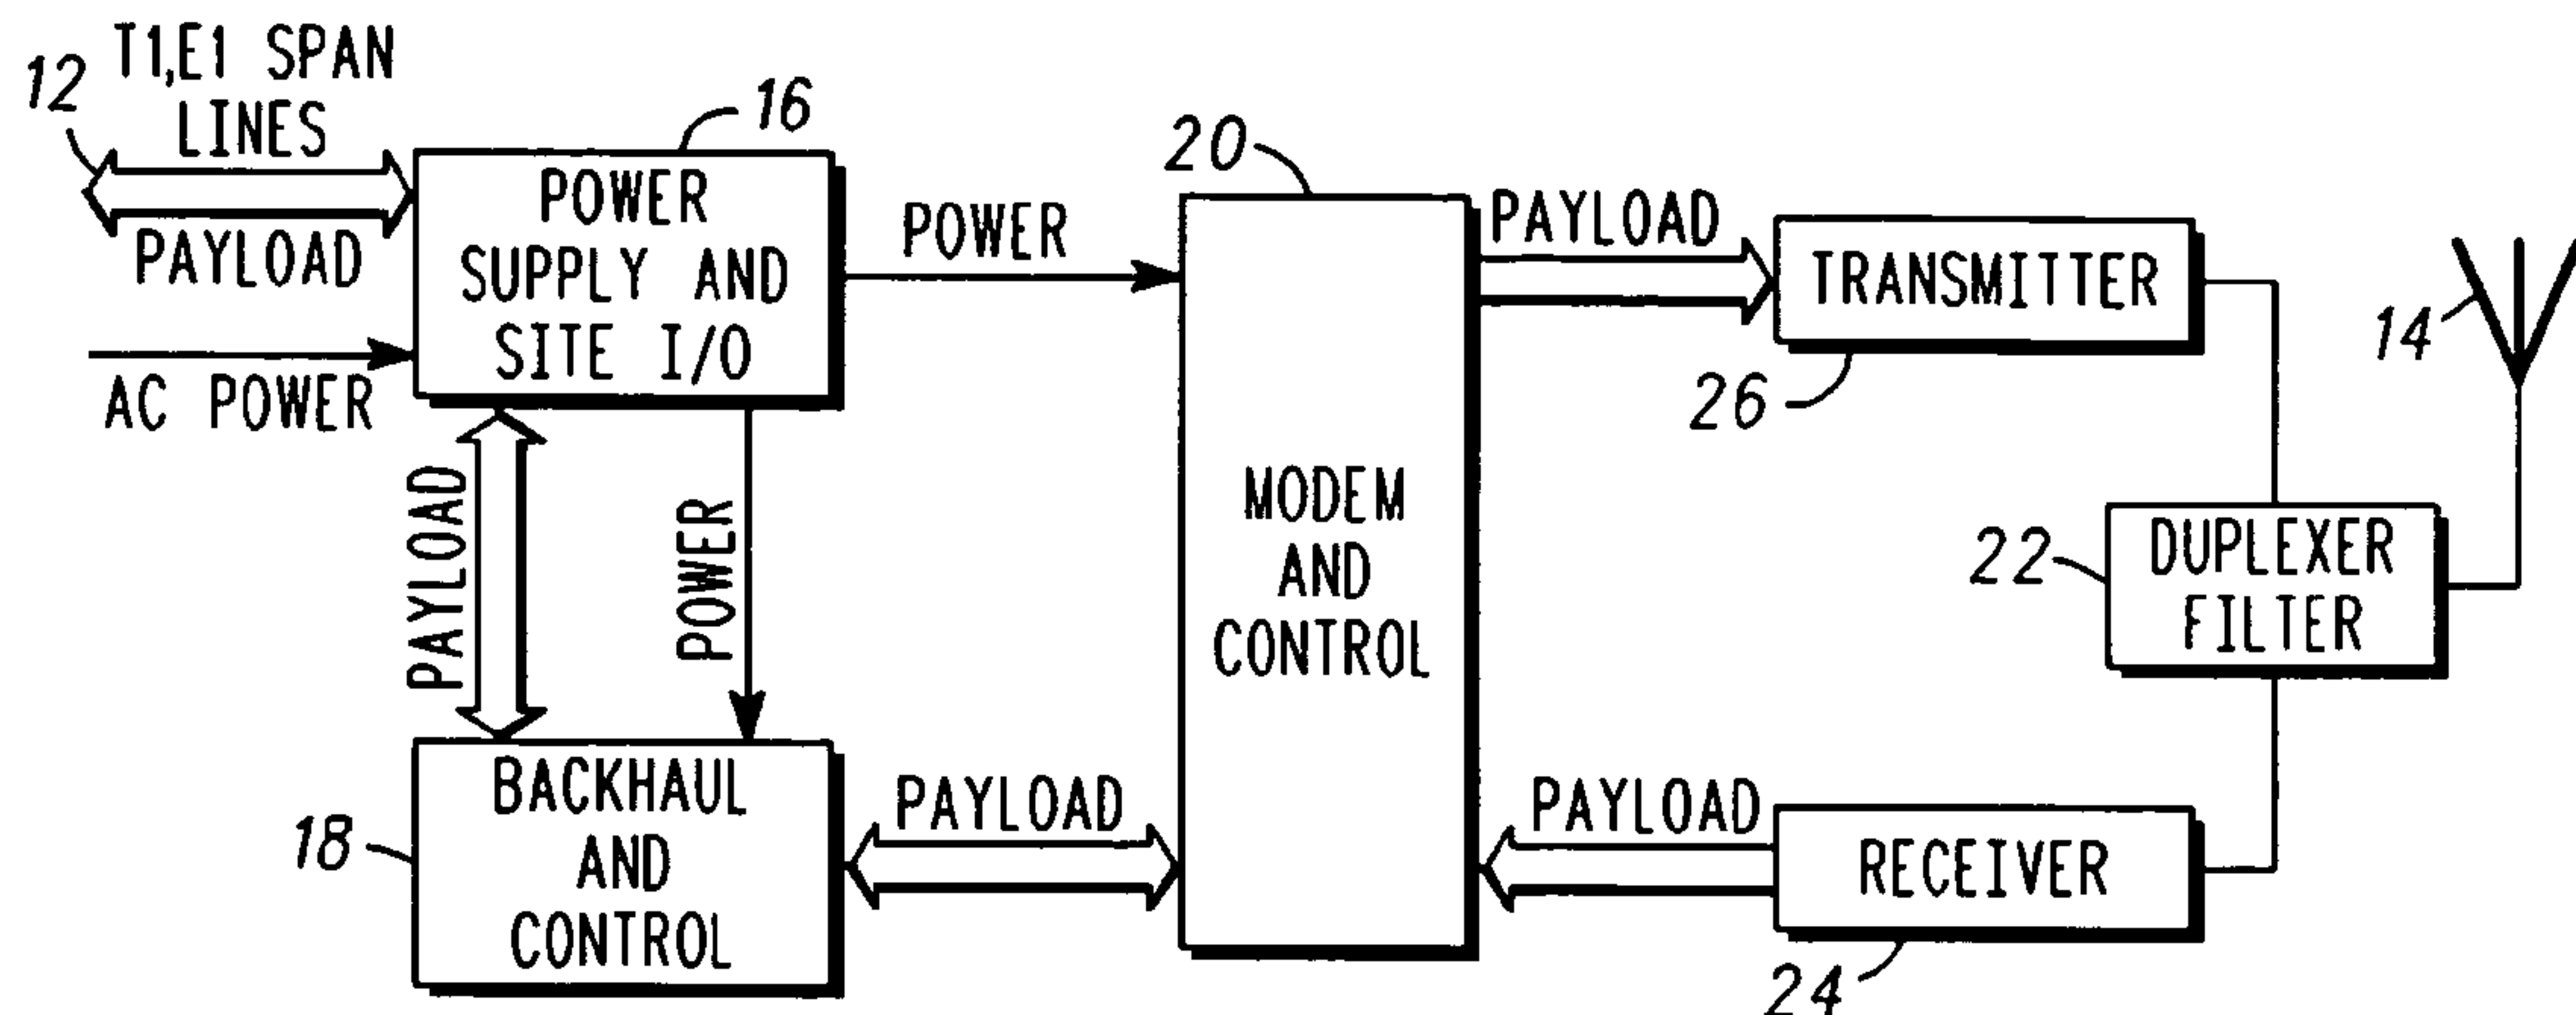 12
T1,E1 SPAN
LINES
PAYLOAD
AC POWER
16
POWER
SUPPLY AND
SITE I/O
POWER
PAYLOAD
POWER
18
BACKHAUL
AND
CONTROL
PAYLOAD
20
MODEM
AND
CONTROL
PAYLOAD
TRANSMITTER
26
14
22
DUPLEXER
FILTER
PAYLOAD
RECEIVER
24